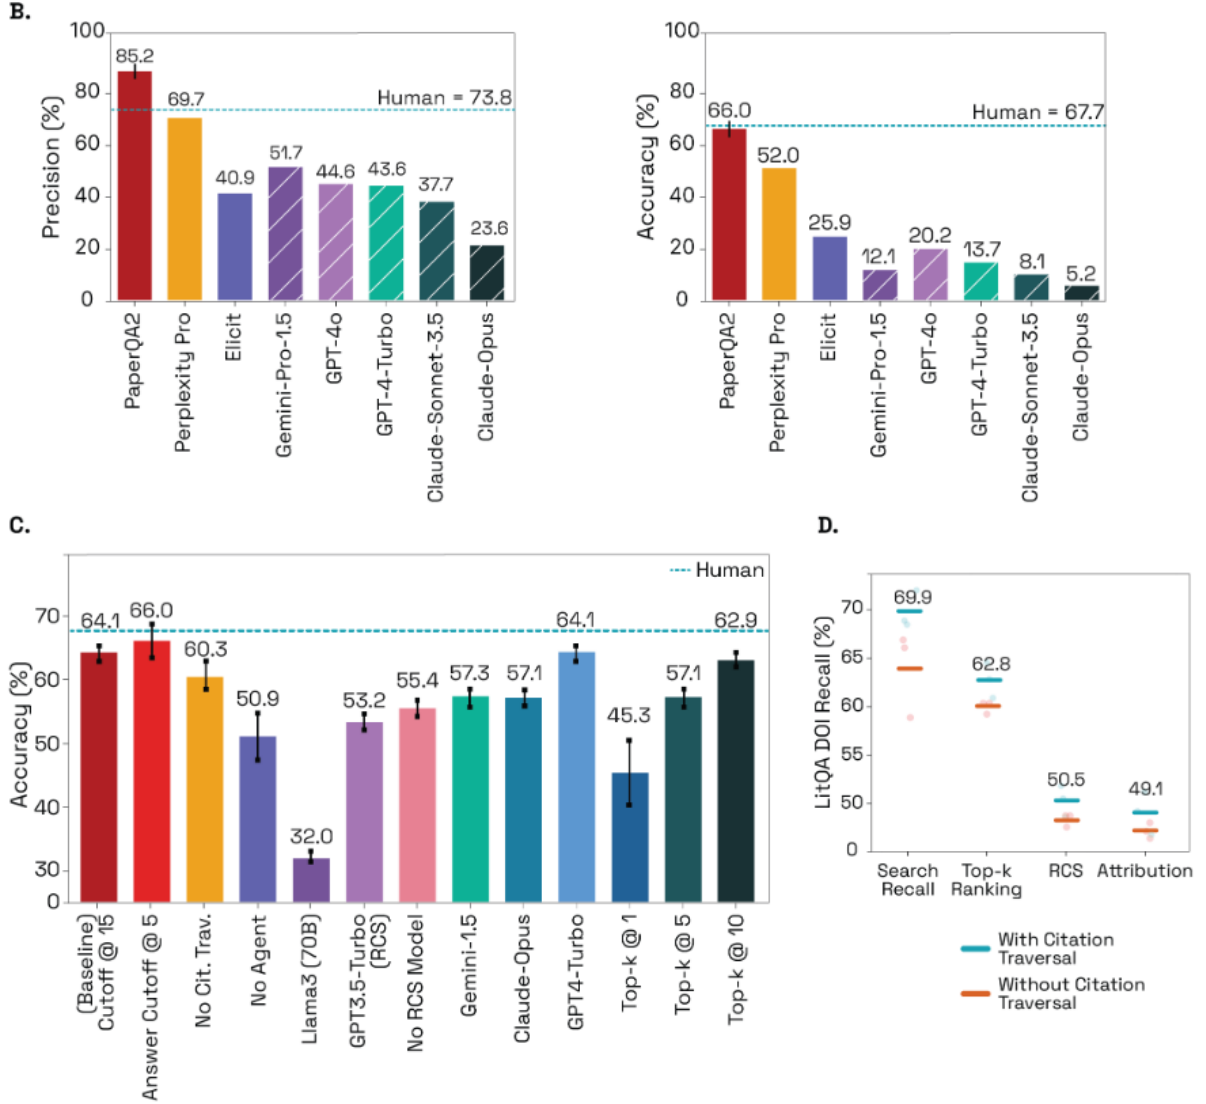 B.
100
80
60
40
20
0
Precision (%)
85.2
69.7
40.9
51.7
44.6
43.6
37.7
23.6
Human = 73.8
PaperQA2
Perplexity Pro
Elicit
Gemini-Pro-1.5
GPT-4o
GPT-4-Turbo
Claude-Sonnet-3.5
Claude-Opus
100
80
60
40
20
0
Accuracy (%)
66.0
52.0
25.9
12.1
20.2
13.7
8.1
5.2
Human = 67.7
PaperQA2
Perplexity Pro
Elicit
Gemini-Pro-1.5
GPT-4o
GPT-4-Turbo
Claude-Sonnet-3.5
Claude-Opus
C.
70
60
50
40
30
0
Accuracy (%)
Human
64.1
66.0
60.3
50.9
32.0
53.2
55.4
57.3
57.1
64.1
45.3
57.1
62.9
(Baseline)
Cutoff @ 15
Answer Cutoff @ 5
No Cit. Trav.
No Agent
Llama3 (70B)
GPT3.5-Turbo
(RCS)
No RCS Model
Gemini-1.5
Claude-Opus
GPT4-Turbo
Top-k @ 1
Top-k @ 5
Top-k @ 10
D.
70
65
60
55
50
0
LitQA DOI Recall (%)
69.9
62.8
50.5
49.1
Search
Recall
Top-k
Ranking
RCS
Attribution
With Citation
Traversal
Without Citation
Traversal